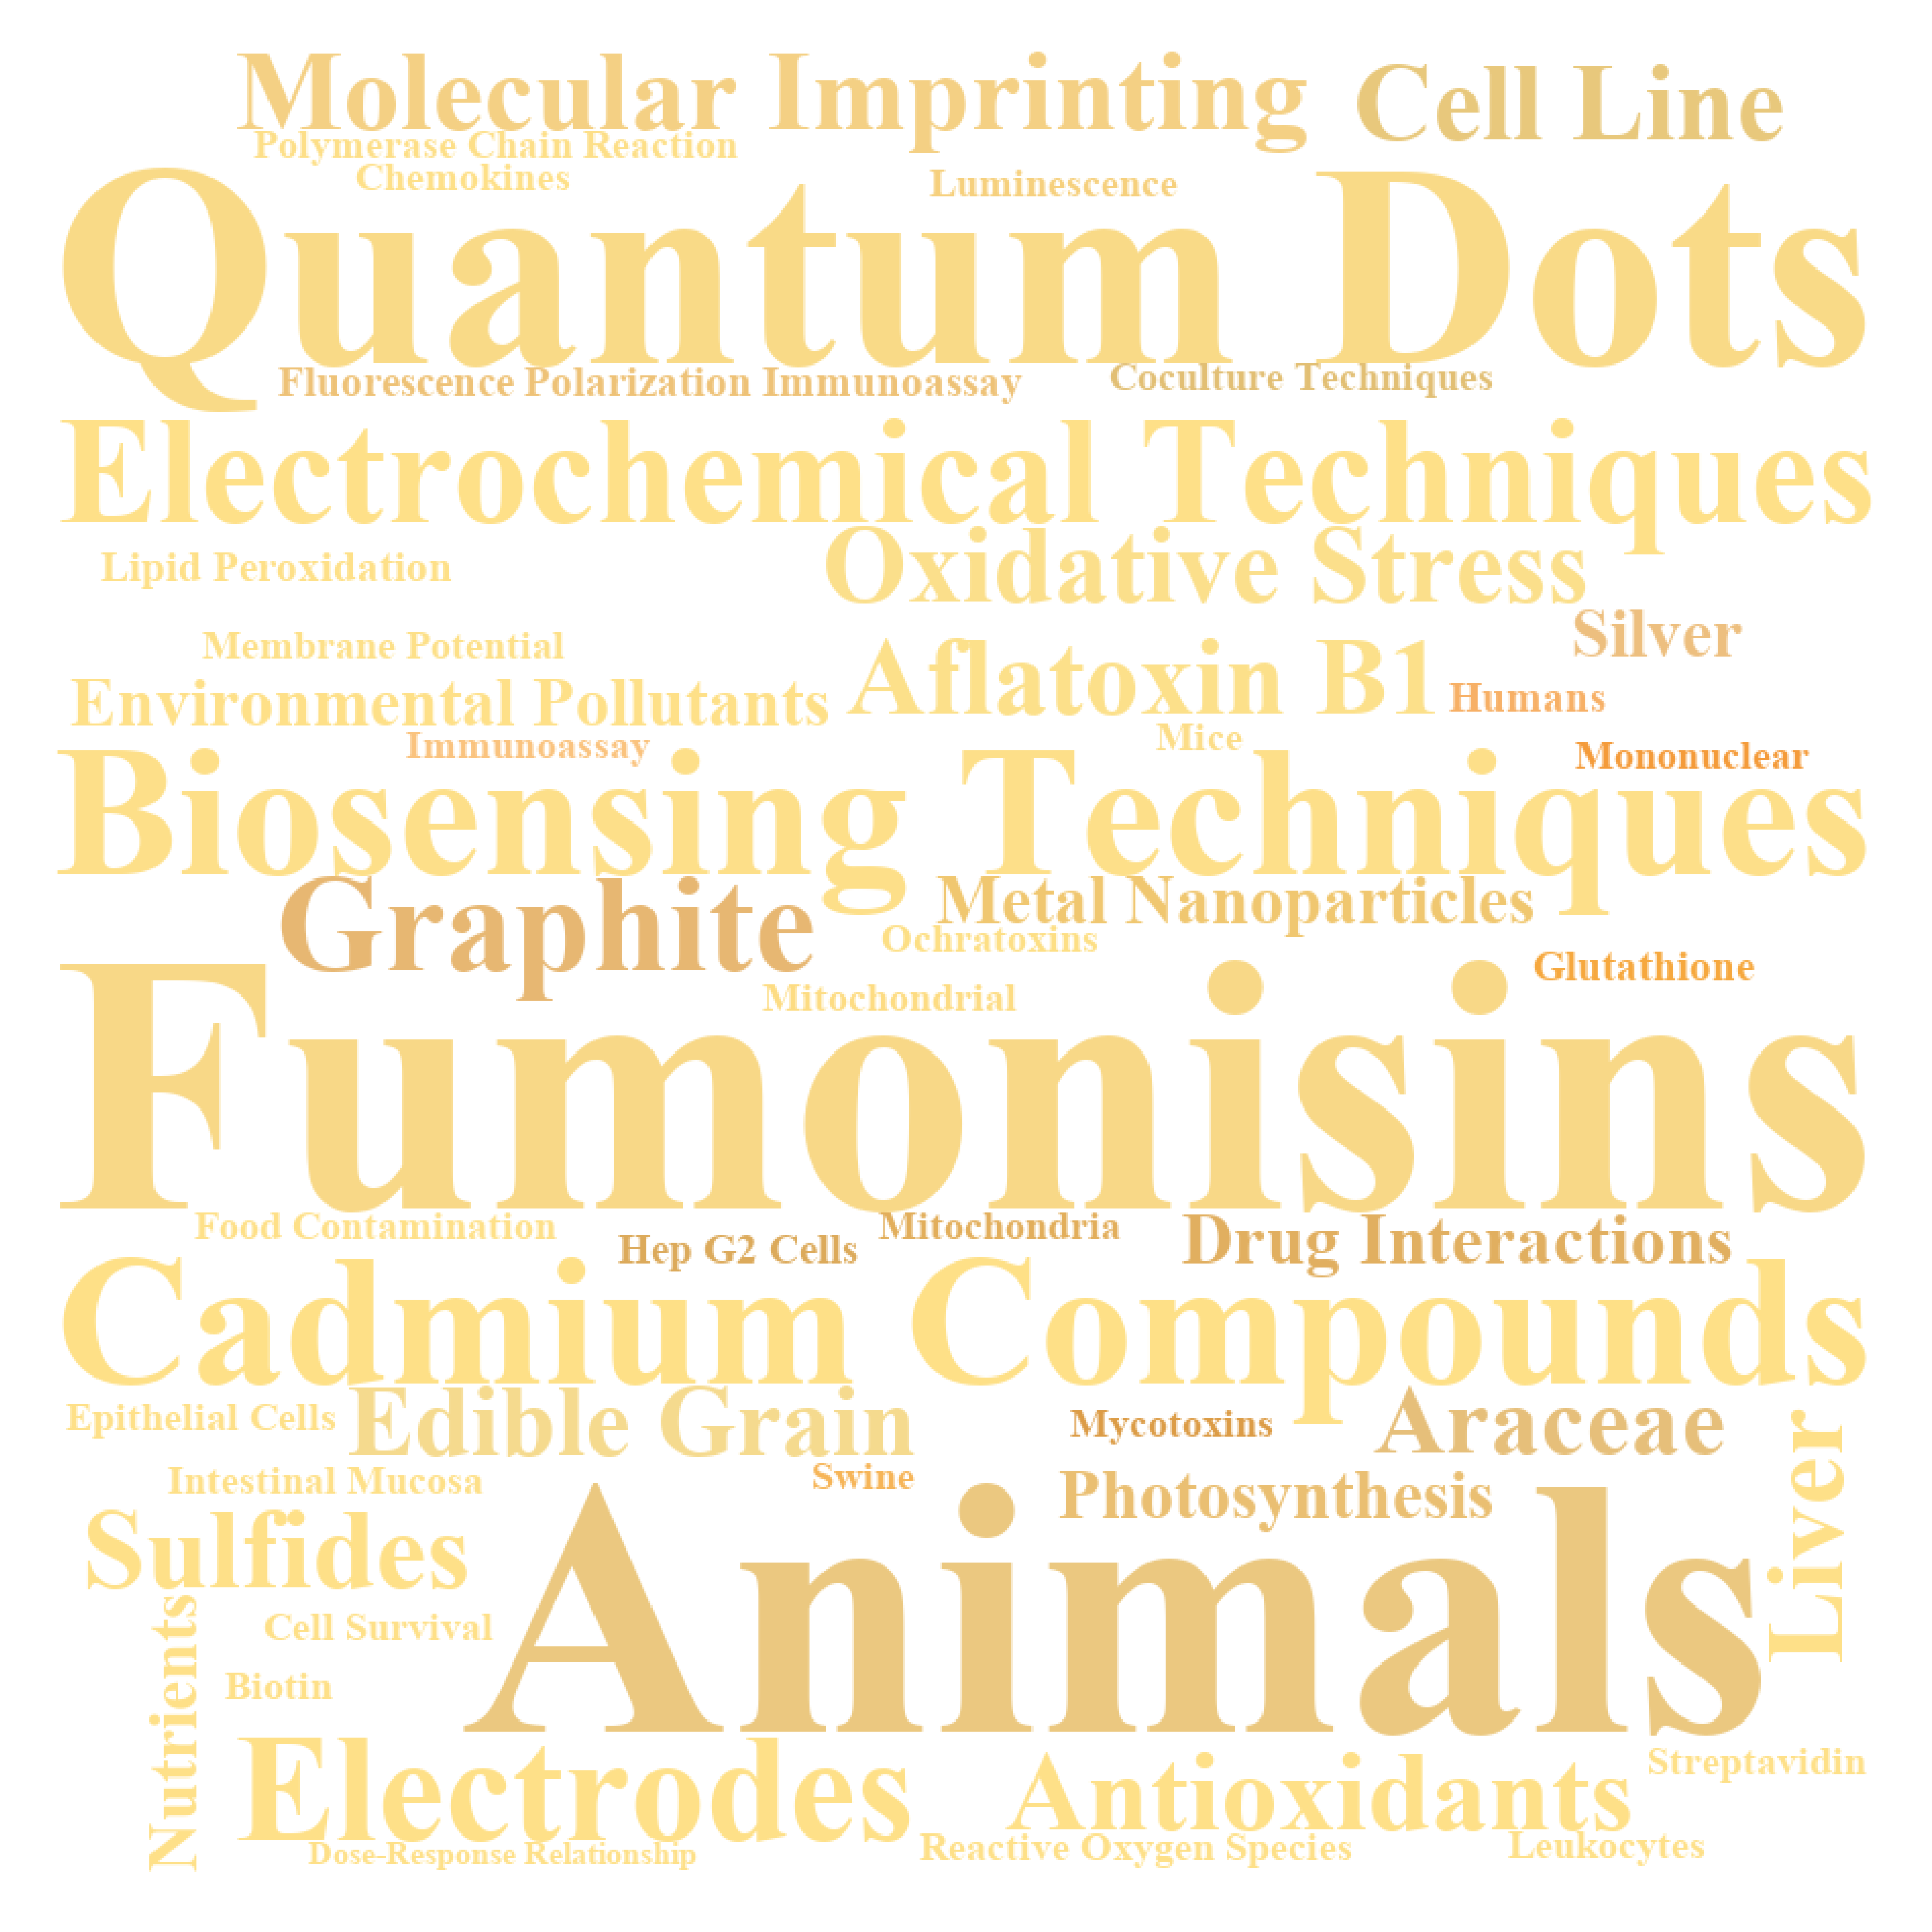 Molecular Imprinting
Cell Line
Polymerase Chain Reaction
Chemokines
Luminescence
Quantum Dots
Fluorescence Polarization Immunoassay
Coculture Techniques
Electrochemical Techniques
Lipid Peroxidation
Oxidative Stress
Silver
Membrane Potential
Aflatoxin B1
Environmental Pollutants
Humans
Immunoassay
Mice
Mononuclear
Biosensing Techniques
Graphite
Metal Nanoparticles
Ochratoxins
Glutathione
Mitochondrial
Fumonisins
Food Contamination
Hep G2 Cells
Mitochondria
Drug Interactions
Cadmium Compounds
Epithelial Cells
Edible Grain
Mycotoxins
Araceae
Liver
Intestinal Mucosa
Swine
Photosynthesis
Sulfides
Animals
Nutrients
Cell Survival
Biotin
Electrodes
Antioxidants
Streptavidin
Dose-Response Relationship
Reactive Oxygen Species
Leukocytes